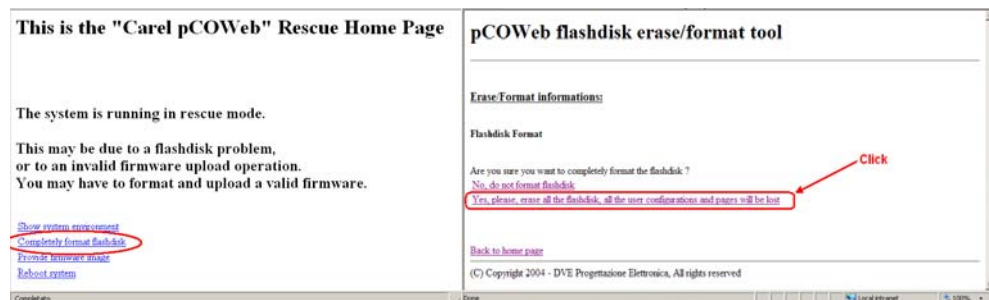 This is the "Carel pCOWeb" Rescue Home Page
The system is running in rescue mode.
This may be due to a flashdisk problem,
or to an invalid firmware upload operation.
You may have to format and upload a valid firmware.
Show system environment
Completely format flashdisk
Provide firmware image
Reboot system
Completato
pCOWeb flashdisk erase/format tool
Erase/Format informations:
Flashdisk Format
Click
Are you sure you want to completely format the flashdisk ?
No, do not format flashdisk
Yes, please, erase all the flashdisk, all the user configurations and pages will be lost
Back to home page
(C) Copyright 2004 - DVE Progettazione Elettronica, All rights reserved
Done
Local intranet
100%